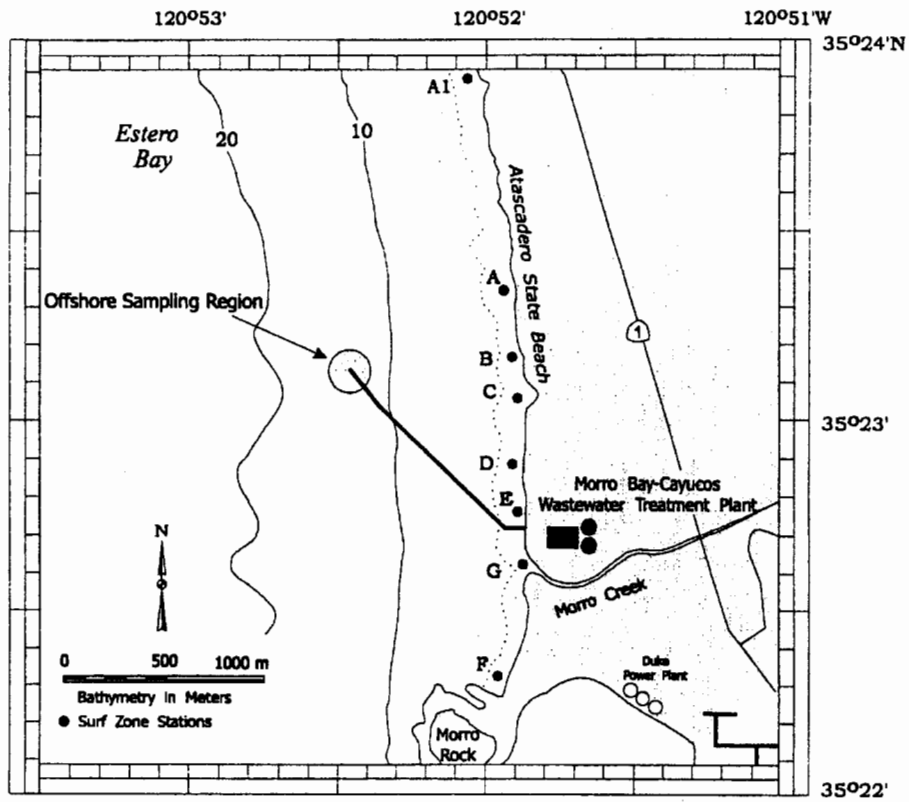 120°53'
120°52'
120°51'W
35°24'N
A1
Estero
Bay
20
10
Atascadero State Beach
A
Offshore Sampling Region
1
B
C
35°23'
D
Morro Bay-Cayucos
Wastewater Treatment Plant
E
N
G
Morro Creek
0 500 1000 m
F
Duke
Power Plant
Bathymetry in Meters
Surf Zone Stations
Morro
Rock
35°22'